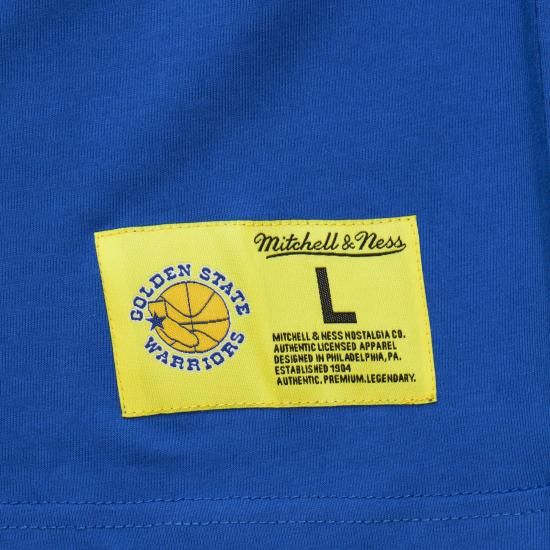 GOLDEN STATE
WARRIORS
Mitchell & Ness
L
MITCHELL & NESS NOSTALGIA CO.
AUTHENTIC LICENSED APPAREL
DESIGNED IN PHILADELPHIA, PA.
ESTABLISHED 1904
AUTHENTIC.PREMIUM.LEGENDARY.